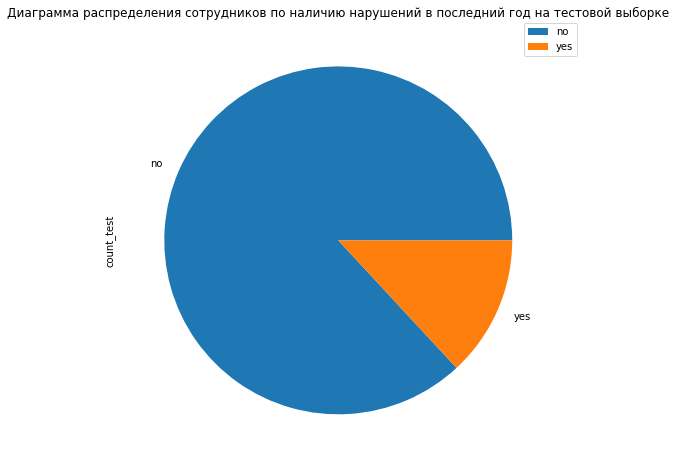 Диаграмма распределения сотрудников по наличию нарушений в последний год на тестовой выборке
no
yes
no
count_test
yes